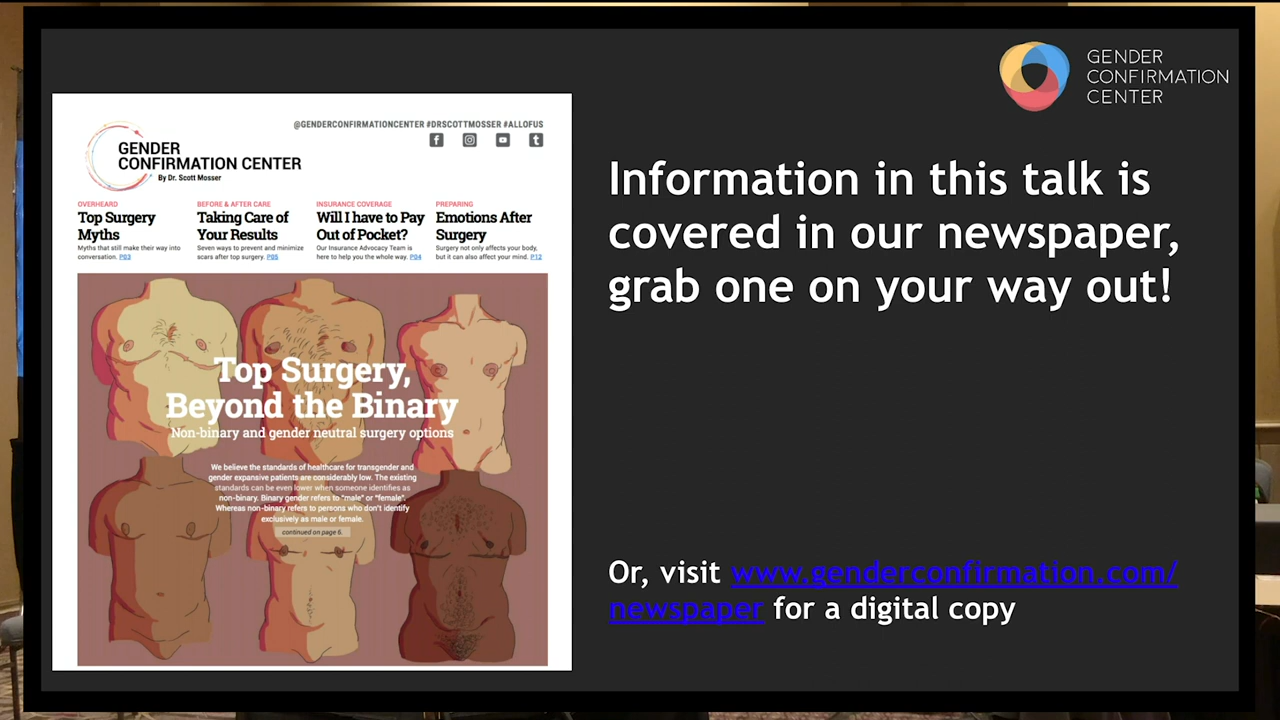 GENDER
CONFIRMATION
CENTER
@GENDERCONFIRMATIONCENTER #DRSCOTTMOSSER #ALLOFUS
GENDER
CONFIRMATION CENTER
By Dr. Scott Mosser
OVERHEARD
Top Surgery
Myths
Myths that still make their way into
conversation. P03
BEFORE & AFTER CARE
Taking Care of
Your Results
Seven ways to prevent and minimize
scars after top surgery. P05
INSURANCE COVERAGE
Will I have to Pay
Out of Pocket?
Our Insurance Advocacy Team is
here to help you the whole way. P04
PREPARING
Emotions After
Surgery
Surgery not only affects your body,
but it can also affect your mind. P12
Top Surgery,
Beyond the Binary
Non-binary and gender neutral surgery options
We believe the standards of healthcare for transgender and
gender expansive patients are considerably low. The existing
standards can be even lower when someone identifies as
non-binary. Binary gender refers to "male" or "female".
Whereas non-binary refers to persons who don't identify
exclusively as male or female.
continued on page 6.
Information in this talk is
covered in our newspaper,
grab one on your way out!
Or, visit www.genderconfirmation.com/
newspaper for a digital copy